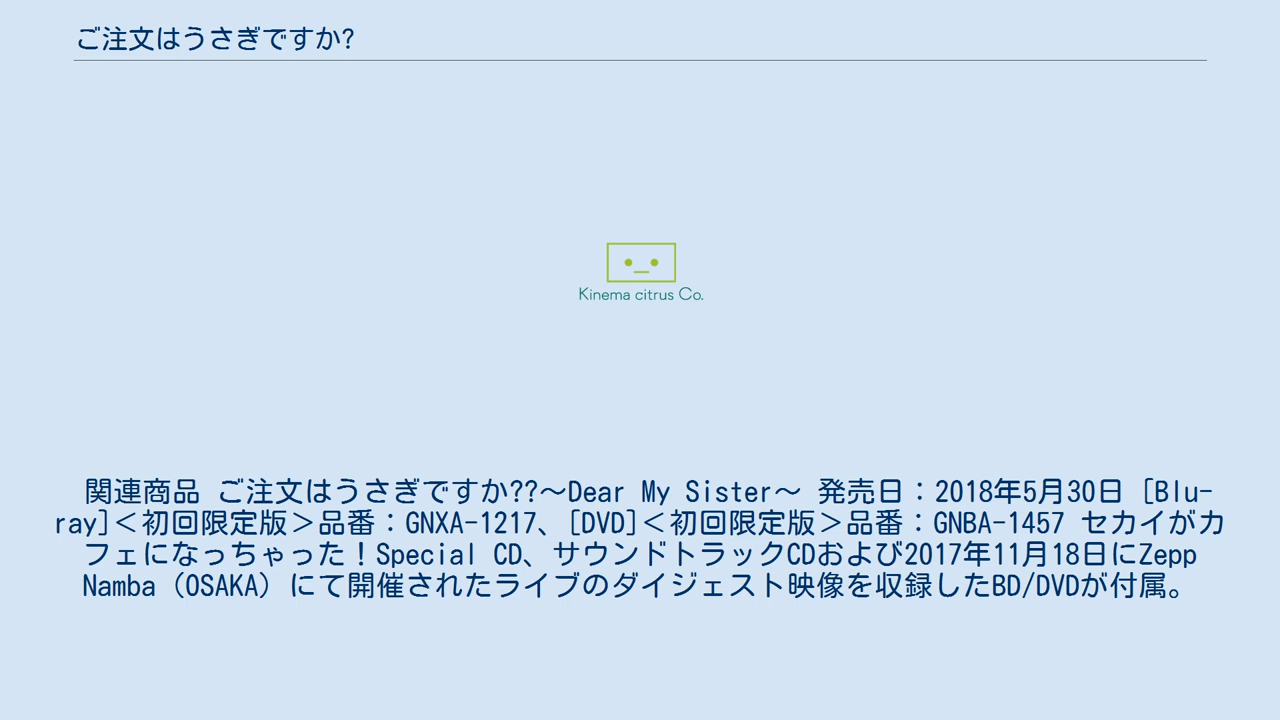 ご注文はうさぎですか?
Kinema citrus Co.
関連商品 ご注文はうさぎですか??～Dear My Sister～ 発売日：2018年5月30日 [Blu-
ray]＜初回限定版＞品番：GNXA-1217、[DVD]＜初回限定版＞品番：GNBA-1457 セカイがカ
フェになっちゃった！Special CD、サウンドトラックCDおよび2017年11月18日にZepp
Namba（OSAKA）にて開催されたライブのダイジェスト映像を収録したBD/DVDが付属。